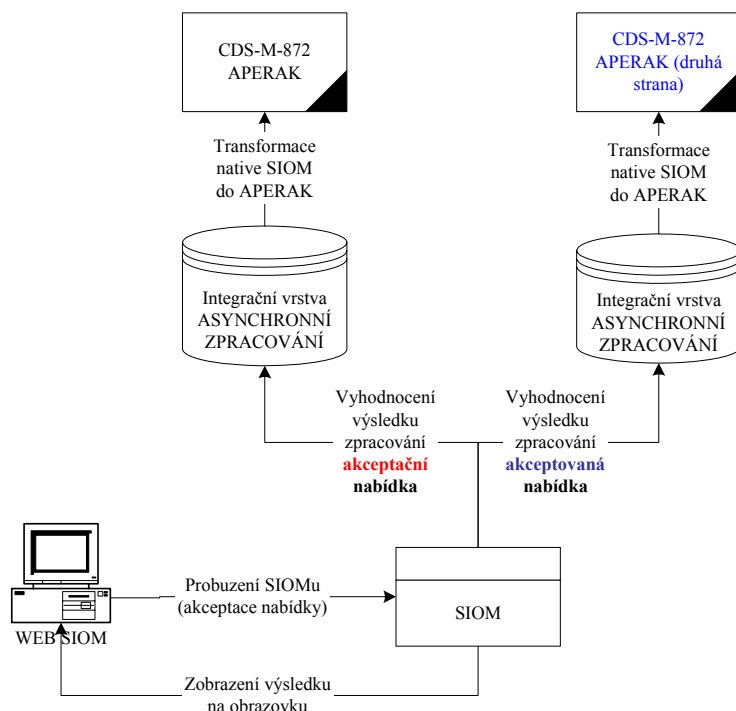 CDS-M-872
APERAK
CDS-M-872
APERAK (druhá
strana)
Transformace
native SIOM
do APERAK
Transformace
native SIOM
do APERAK
Integrační vrstva
ASYNCHRONNÍ
ZPRACOVÁNÍ
Integrační vrstva
ASYNCHRONNÍ
ZPRACOVÁNÍ
Vyhodnocení
výsledku
zpracování
akceptační
nabídka
Vyhodnocení
výsledku
zpracování
akceptovaná
nabídka
Probuzení SIOMu
(akceptace nabídky)
SIOM
WEB SIOM
Zobrazení výsledku
na obrazovku